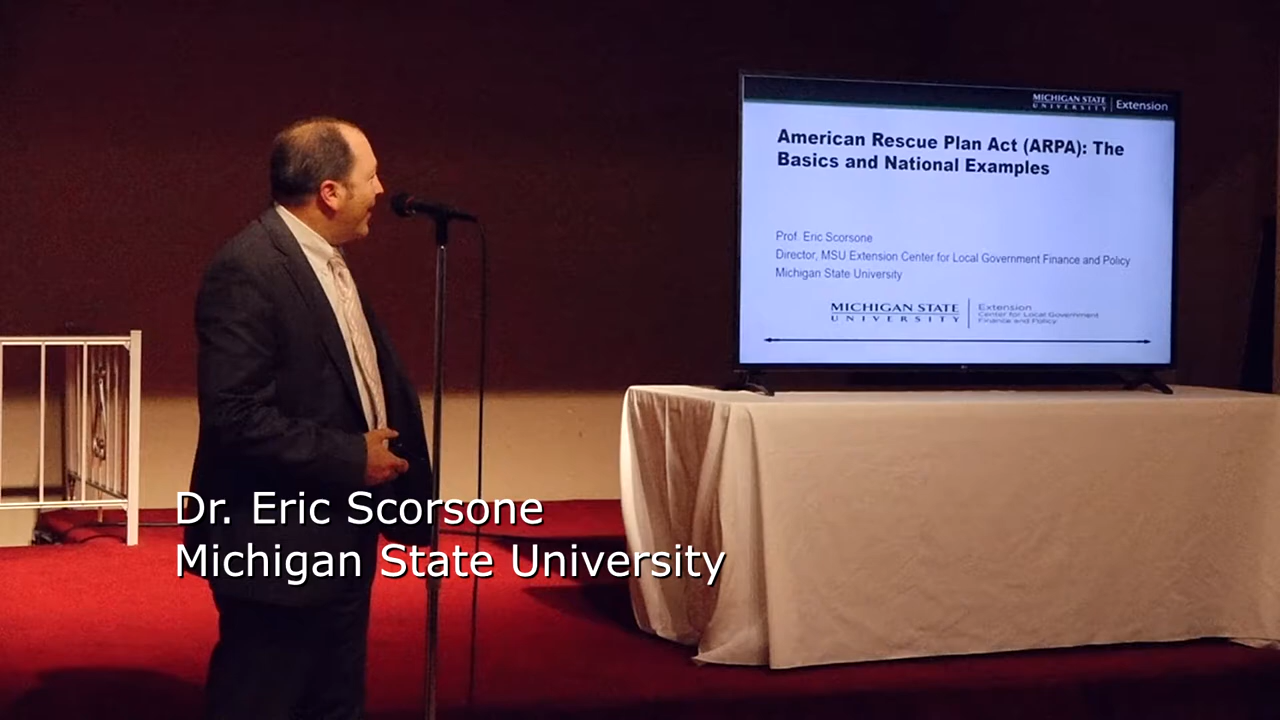 MICHIGAN STATE
UNIVERSITY
Extension
American Rescue Plan Act (ARPA): The
Basics and National Examples
Prof. Eric Scorsone
Director, MSU Extension Center for Local Government Finance and Policy
Michigan State University
MICHIGAN STATE
UNIVERSITY
Extension
Center for Local Government
Finance and Policy
Dr. Eric Scorsone
Michigan State University